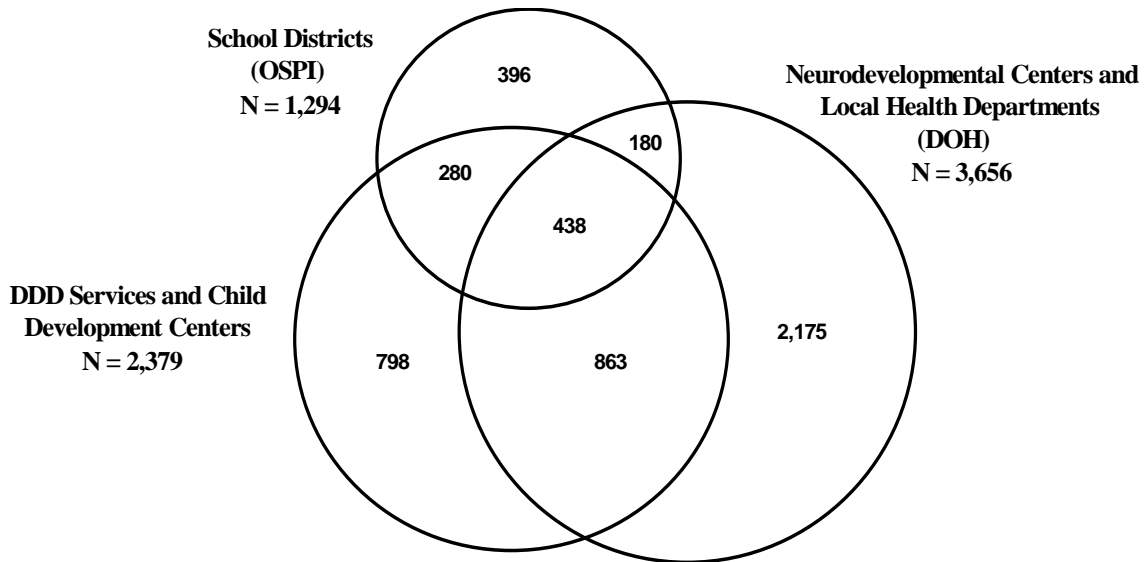 School Districts
(OSPI)
N = 1,294
396
Neurodevelopmental Centers and
Local Health Departments
(DOH)
N = 3,656
180
280
438
DDD Services and Child
Development Centers
N = 2,379
798
863
2,175